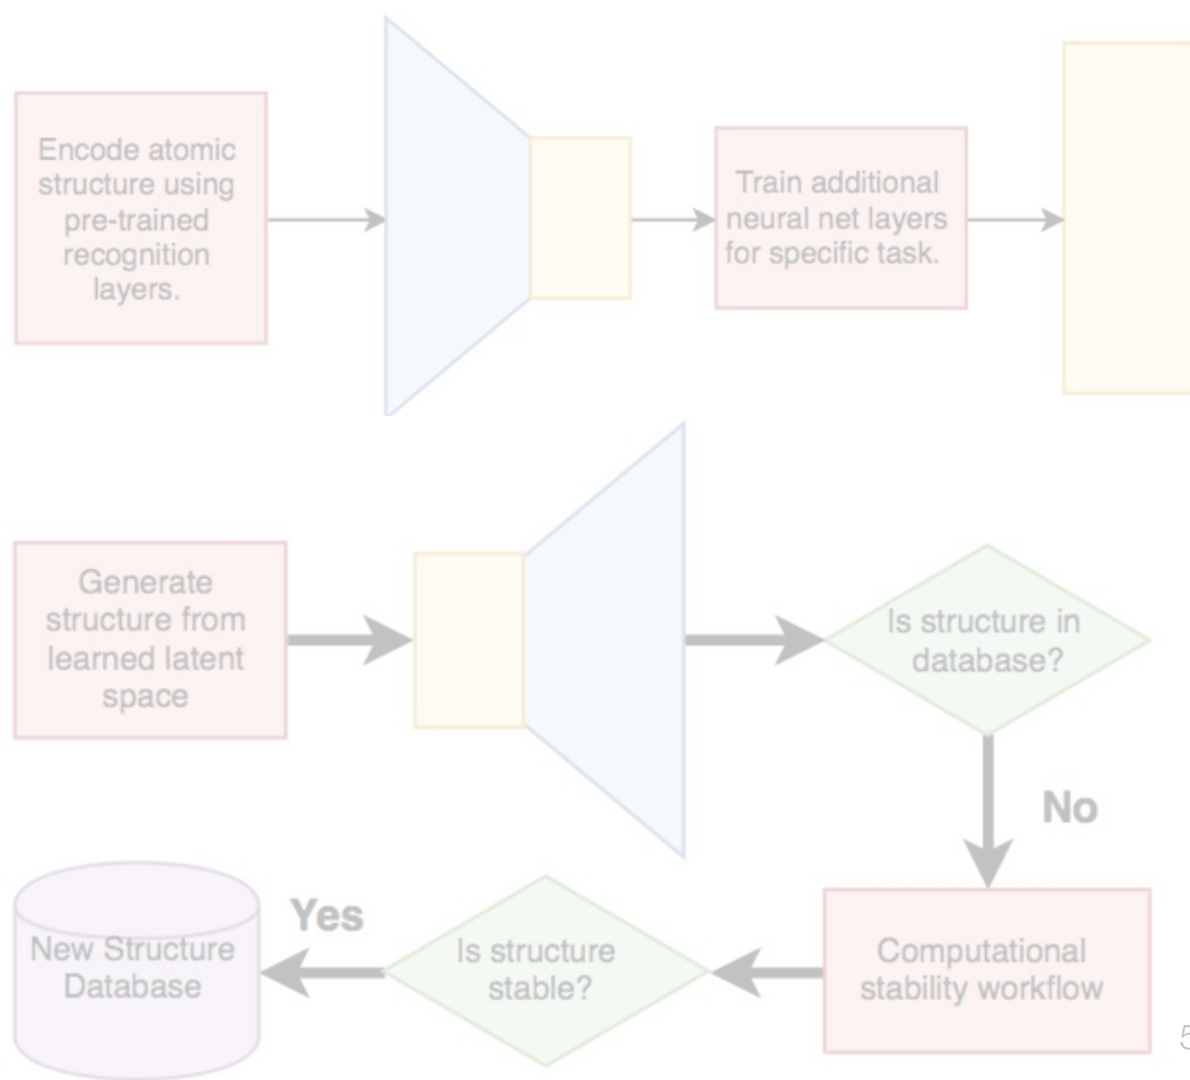 Encode atomic
structure using
pre-trained
recognition
layers.
Train additional
neural net layers
for specific task.
Generate
structure from
learned latent
space
Is structure in
database?
No
Computational
stability workflow
Is structure
stable?
Yes
New Structure
Database
5